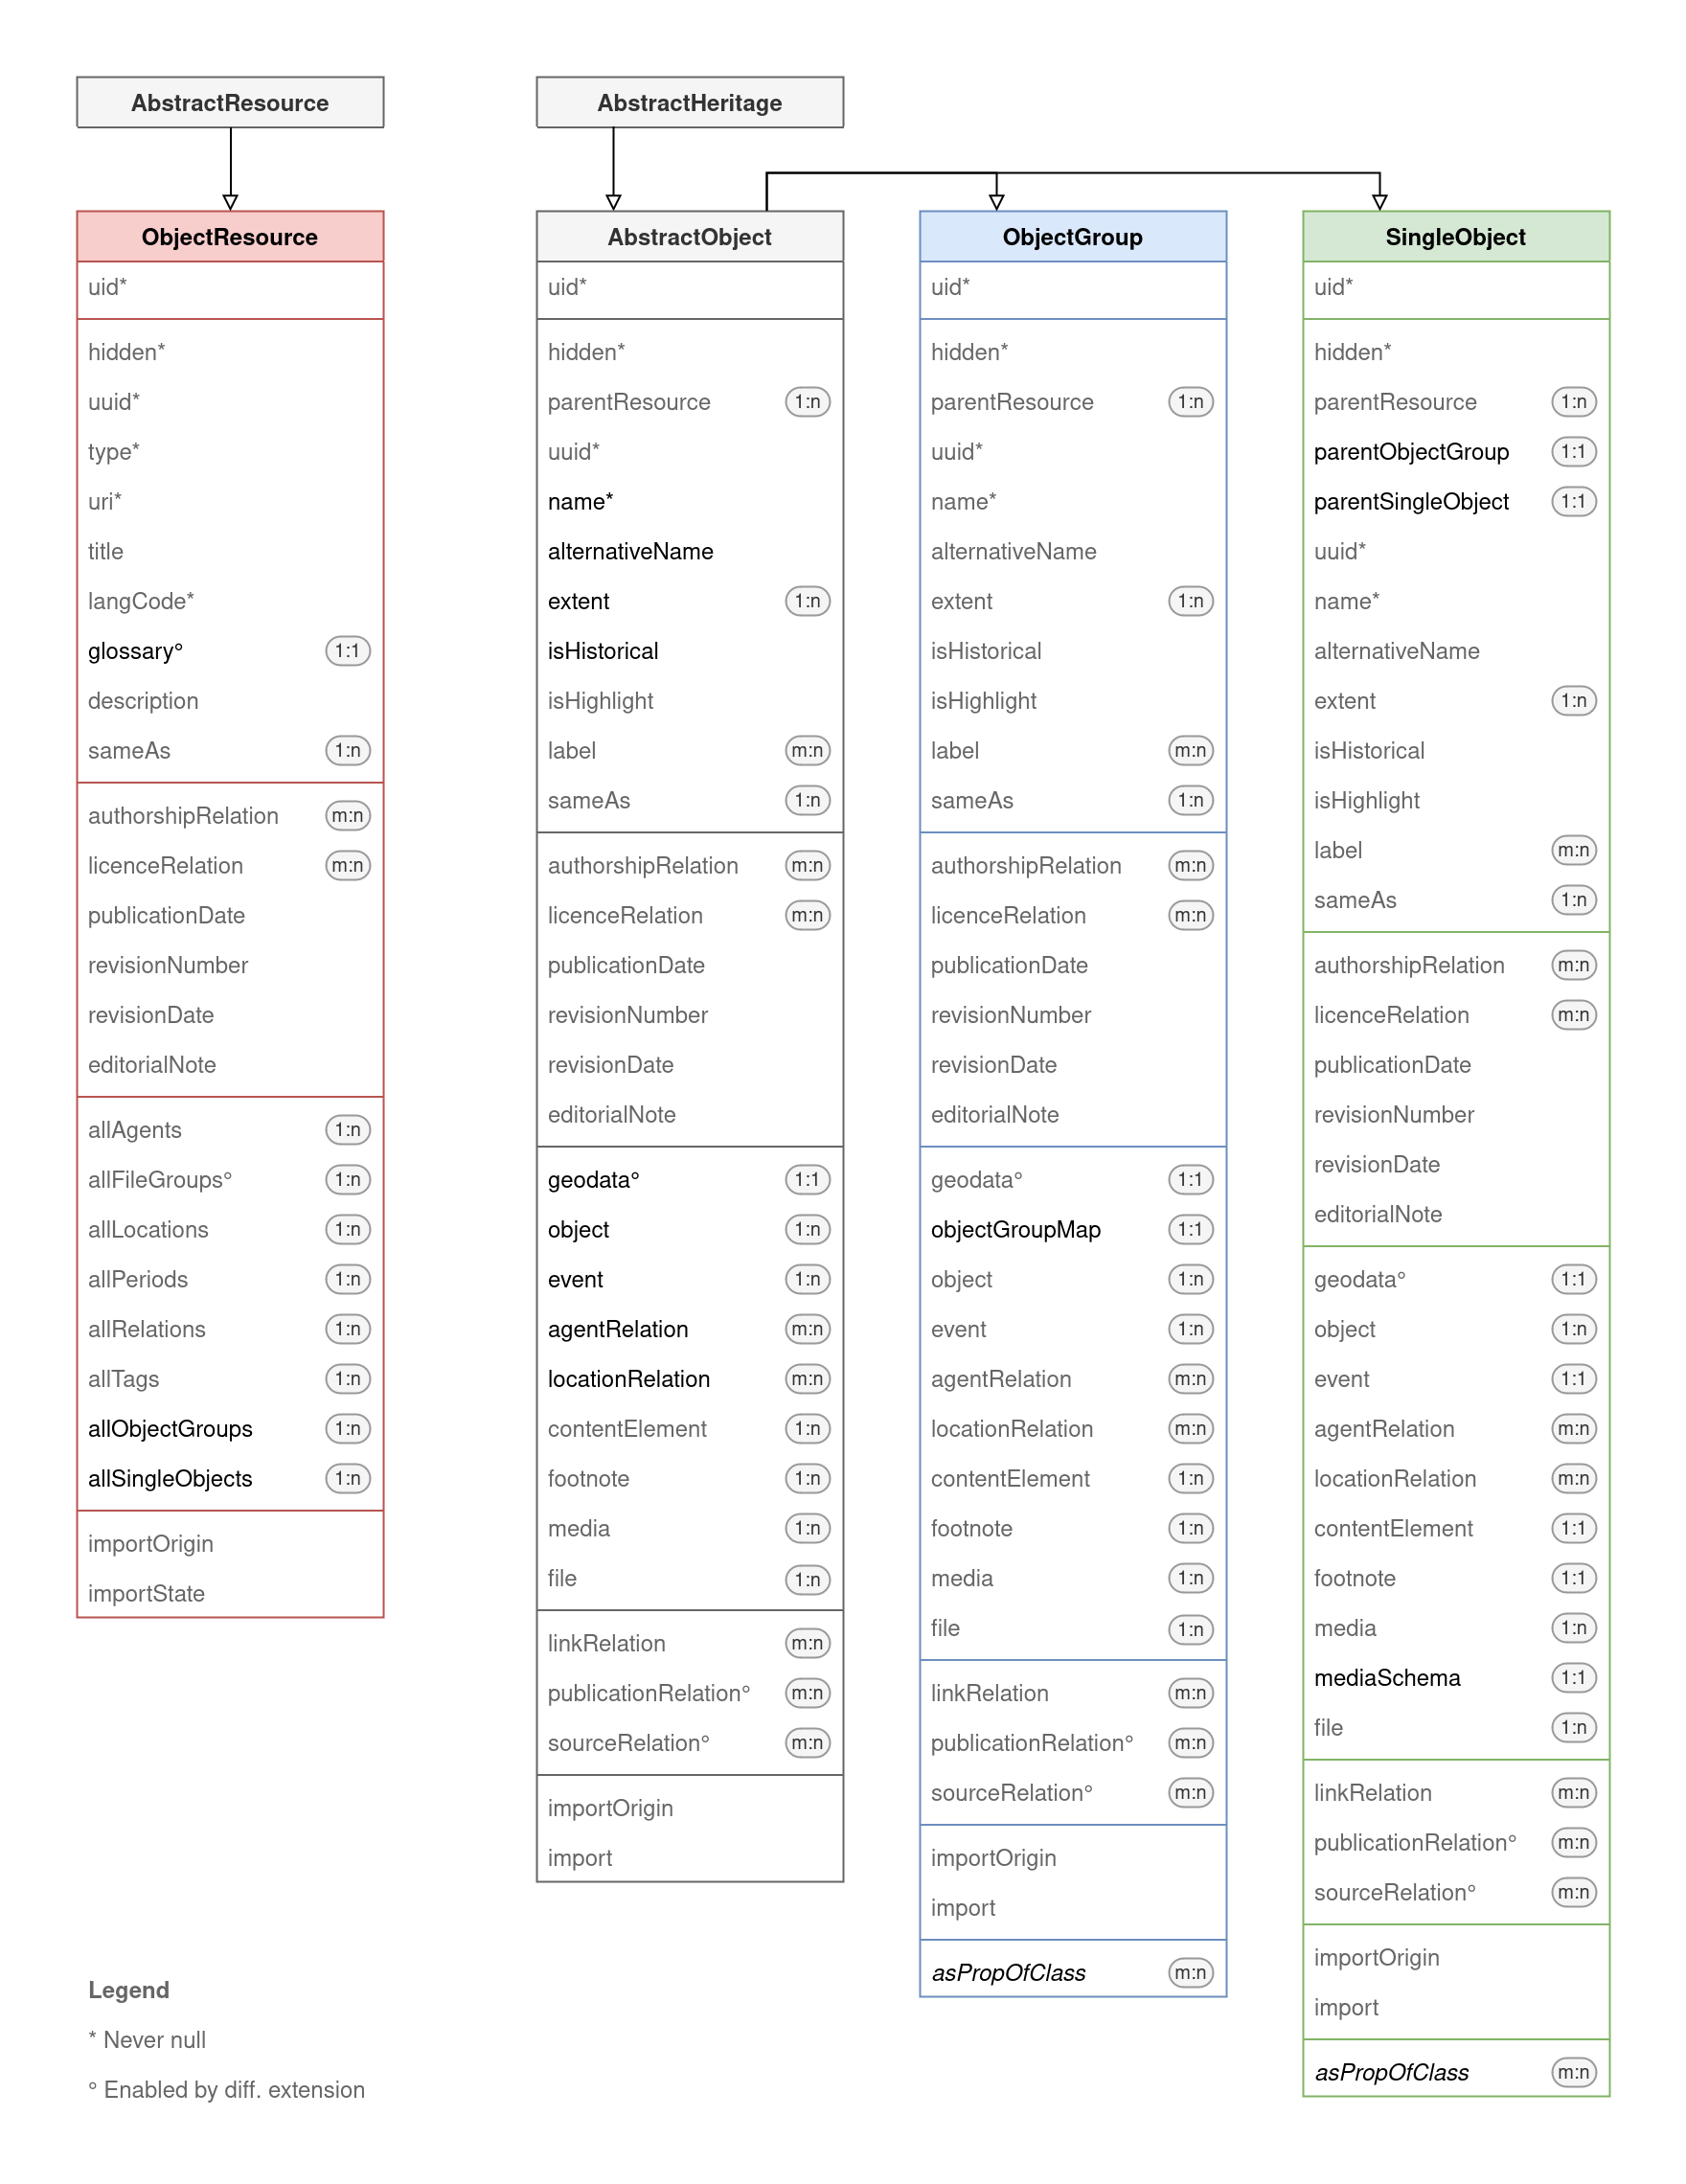 AbstractResource
ObjectResource
uid*
hidden*
uuid*
type*
uri*
title
langCode*
glossary° 1:1
description
sameAs 1:n
authorshipRelation m:n
licenceRelation m:n
publicationDate
revisionNumber
revisionDate
editorialNote
allAgents 1:n
allFileGroups° 1:n
allLocations 1:n
allPeriods 1:n
allRelations 1:n
allTags 1:n
allObjectGroups 1:n
allSingleObjects 1:n
importOrigin
importState
AbstractHeritage
AbstractObject
uid*
hidden*
parentResource 1:n
uuid*
name*
alternativeName
extent 1:n
isHistorical
isHighlight
label m:n
sameAs 1:n
authorshipRelation m:n
licenceRelation m:n
publicationDate
revisionNumber
revisionDate
editorialNote
geodata° 1:1
object 1:n
event 1:n
agentRelation m:n
locationRelation m:n
contentElement 1:n
footnote 1:n
media 1:n
file 1:n
linkRelation m:n
publicationRelation° m:n
sourceRelation° m:n
importOrigin
import
ObjectGroup
uid*
hidden*
parentResource 1:n
uuid*
name*
alternativeName
extent 1:n
isHistorical
isHighlight
label m:n
sameAs 1:n
authorshipRelation m:n
licenceRelation m:n
publicationDate
revisionNumber
revisionDate
editorialNote
geodata° 1:1
objectGroupMap 1:1
object 1:n
event 1:n
agentRelation m:n
locationRelation m:n
contentElement 1:n
footnote 1:n
media 1:n
file 1:n
linkRelation m:n
publicationRelation° m:n
sourceRelation° m:n
importOrigin
import
asPropOfClass m:n
SingleObject
uid*
hidden*
parentResource 1:n
parentObjectGroup 1:1
parentSingleObject 1:1
uuid*
name*
alternativeName
extent 1:n
isHistorical
isHighlight
label m:n
sameAs 1:n
authorshipRelation m:n
licenceRelation m:n
publicationDate
revisionNumber
revisionDate
editorialNote
geodata° 1:1
object 1:n
event 1:1
agentRelation m:n
locationRelation m:n
contentElement 1:1
footnote 1:1
media 1:n
mediaSchema 1:1
file 1:n
linkRelation m:n
publicationRelation° m:n
sourceRelation° m:n
importOrigin
import
asPropOfClass m:n
Legend
* Never null
° Enabled by diff. extension